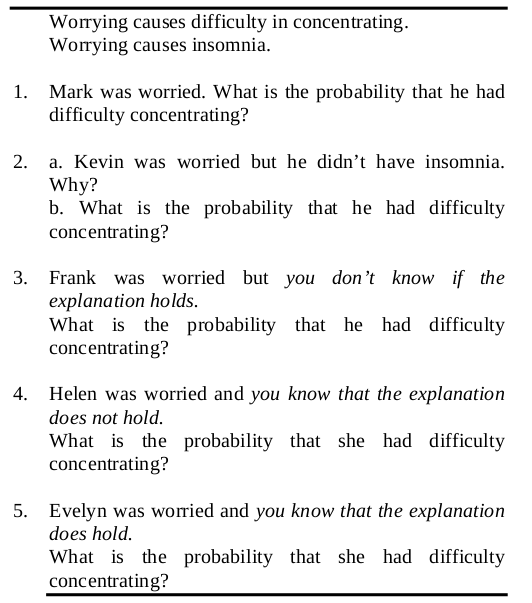 Worrying causes difficulty in concentrating.
Worrying causes insomnia.
1. Mark was worried. What is the probability that he had
difficulty concentrating?
2. a. Kevin was worried but he didn’t have insomnia.
Why?
b. What is the probability that he had difficulty
concentrating?
3. Frank was worried but you don’t know if the
explanation holds.
What is the probability that he had difficulty
concentrating?
4. Helen was worried and you know that the explanation
does not hold.
What is the probability that she had difficulty
concentrating?
5. Evelyn was worried and you know that the explanation
does hold.
What is the probability that she had difficulty
concentrating?